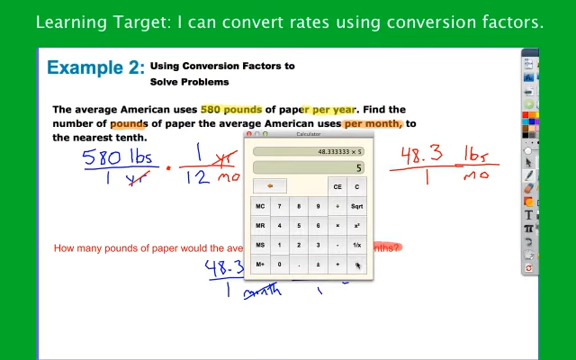 Learning Target: I can convert rates using conversion factors.
Example 2: Using Conversion Factors to
Solve Problems
The average American uses 580 pounds of paper per year. Find the
number of pounds of paper the average American uses per month, to
the nearest tenth.
580 lbs 1 yr 48.3 lbs
1 yr 12 mo 1 mo
Calculator
48.333333 × 5
5
CE C
MC 7 8 9 ÷ Sqrt
MR 4 5 6 × x²
MS 1 2 3 - 1/x
M+ 0 . ± +
How many pounds of paper would the
48.3
1 month 1